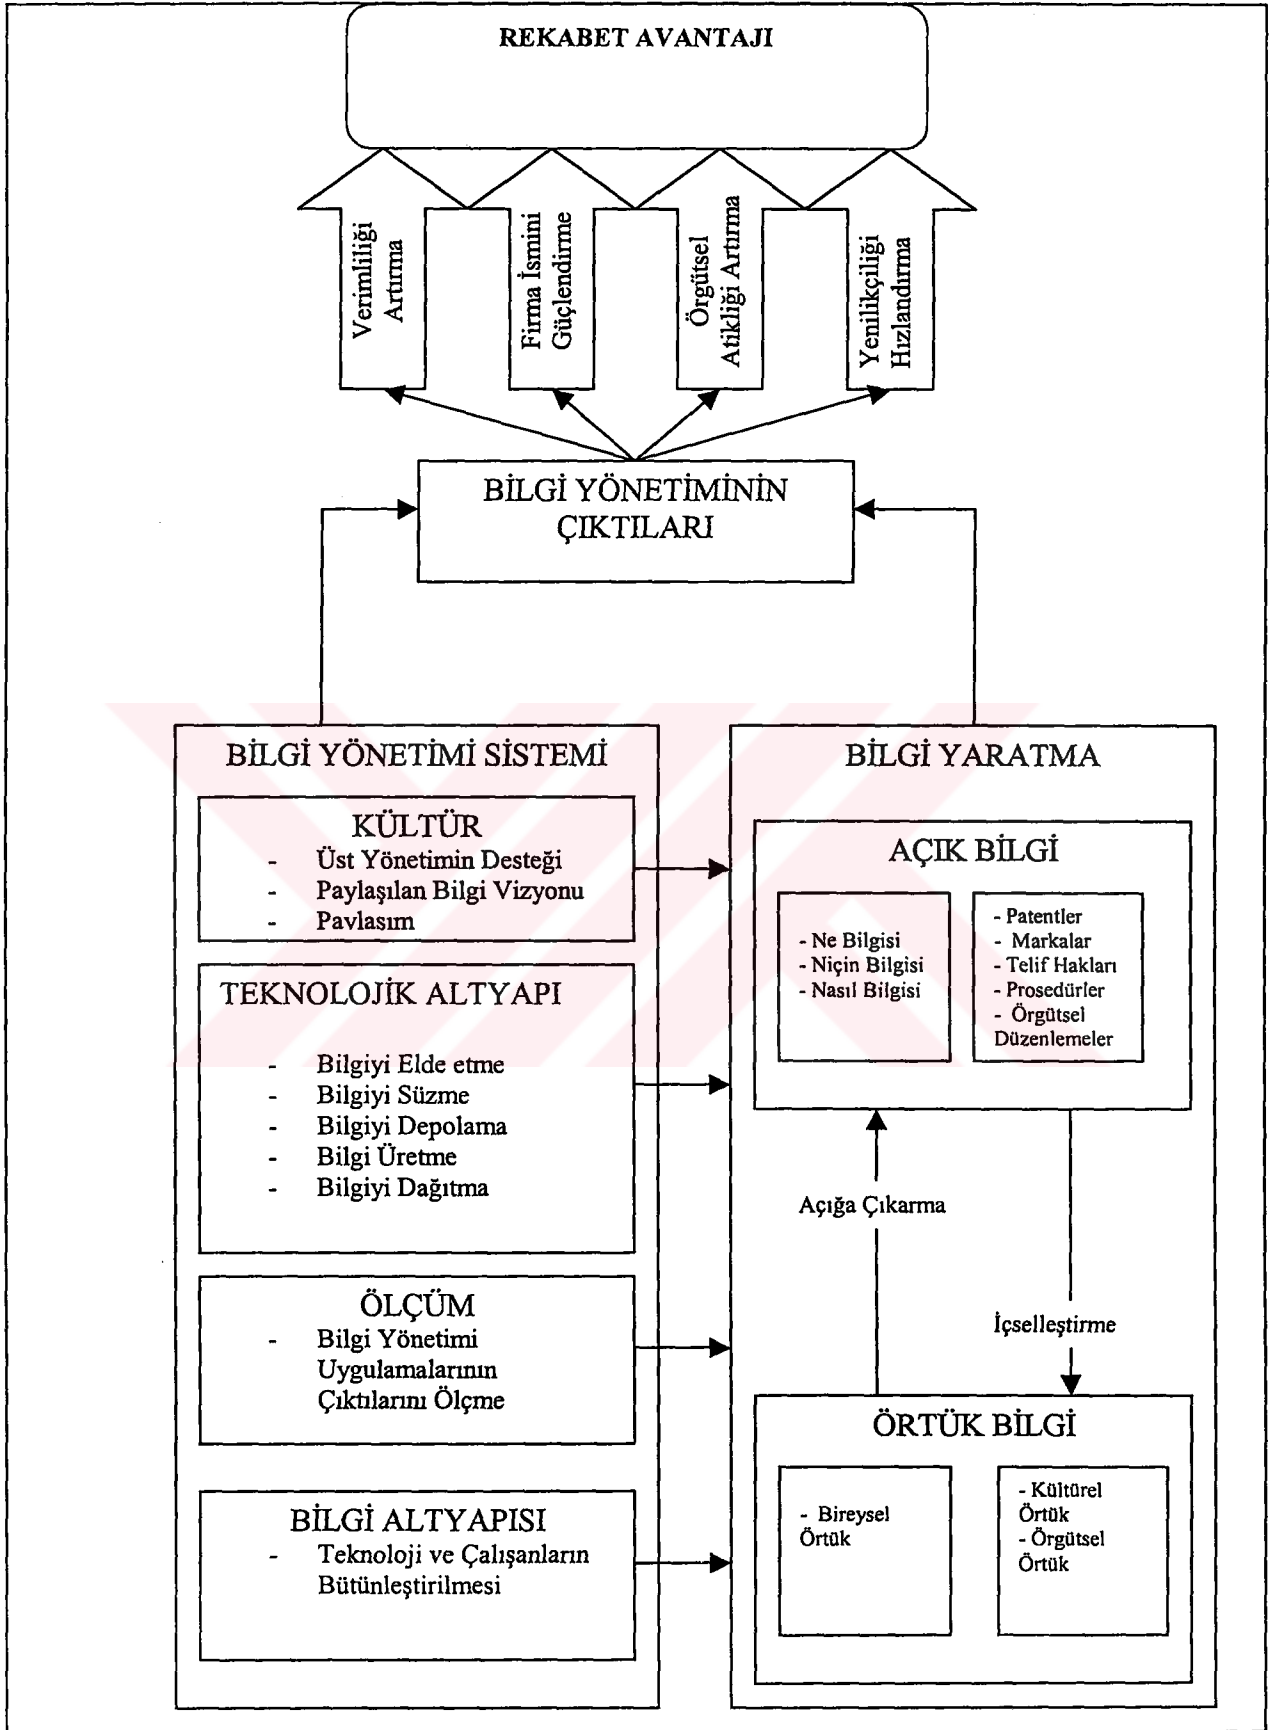 REKABET AVANTAJI
Verimliliği
Artırma
Firma İsmini
Güçlendirme
Örgütsel
Atikliği Artırma
Yenilikçiliği
Hızlandırma
BİLGİ YÖNETİMİNİN
ÇIKTILARI
BİLGİ YÖNETİMİ SİSTEMİ
KÜLTÜR
- Üst Yönetimin Desteği
- Paylaşılan Bilgi Vizyonu
- Pavlasım
TEKNOLOJİK ALTYAPI
- Bilgiyi Elde etme
- Bilgiyi Süzme
- Bilgiyi Depolama
- Bilgi Üretme
- Bilgiyi Dağıtma
ÖLÇÜM
- Bilgi Yönetimi
Uygulamalarının
Çıktılarını Ölçme
BİLGİ ALTYAPISI
- Teknoloji ve Çalışanların
Bütünleştirilmesi
BİLGİ YARATMA
AÇIK BİLGİ
- Ne Bilgisi
- Niçin Bilgisi
- Nasıl Bilgisi
- Patentler
- Markalar
- Telif Hakları
- Prosedürler
- Örgütsel
Düzenlemeler
Açığa Çıkarma
İçselleştirme
ÖRTÜK BİLGİ
- Bireysel
Örtük
- Kültürel
Örtük
- Örgütsel
Örtük